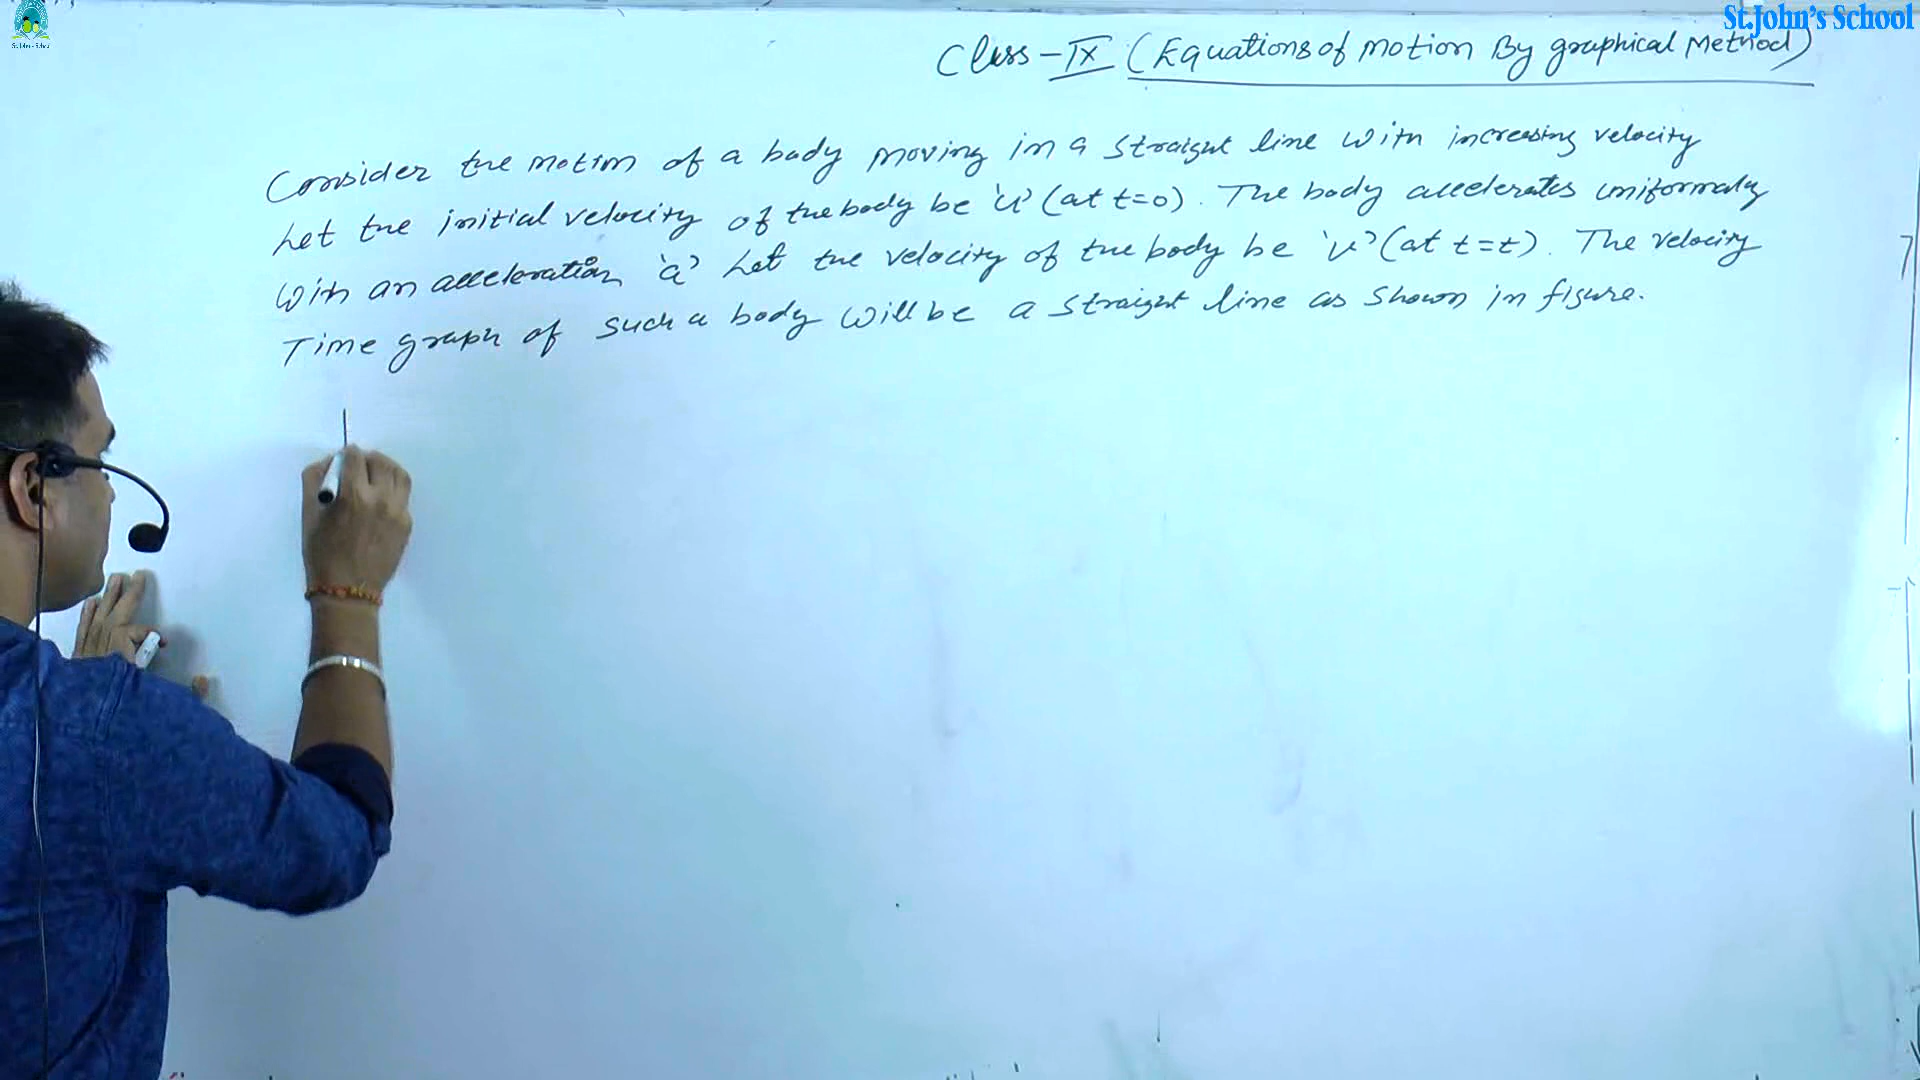 St.John's School
Class-IX (Equations of motion By graphical Method)
Consider the motion of a body moving in a straight line with increasing velocity
Let the initial velocity of the body be 'u' (at t=0). The body accelerates uniformaly
with an acceleration 'a' Let the velocity of the body be 'v' (at t=t). The velocity
Time graph of such a body will be a straight line as shown in figure.